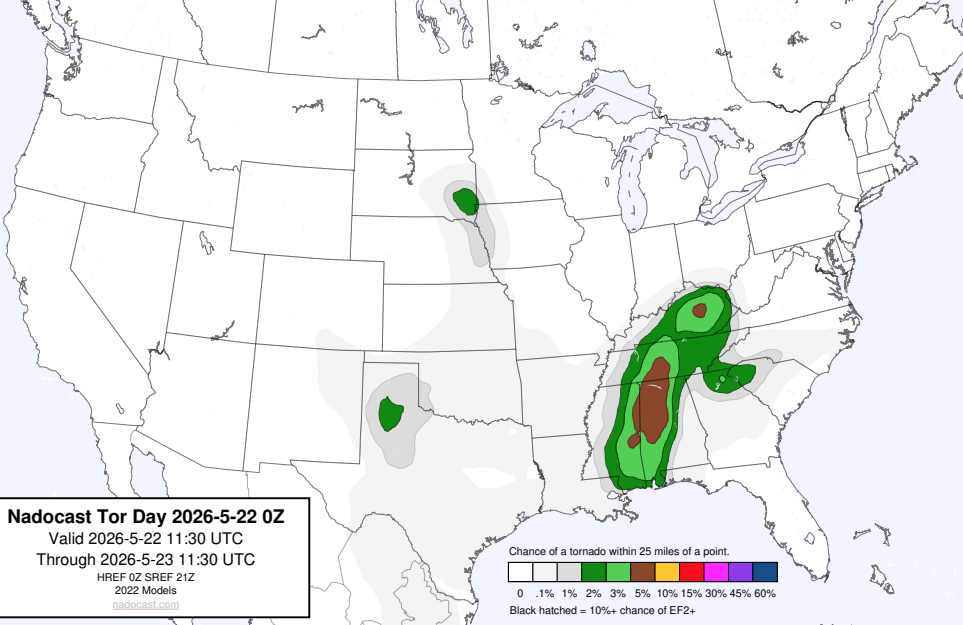 Nadocast Tor Day 2026-5-22 0Z
Valid 2026-5-22 11:30 UTC
Through 2026-5-23 11:30 UTC
HREF 0Z SREF 21Z
2022 Models
nadocast.com
Chance of a tornado within 25 miles of a point.
0 .1% 1% 2% 3% 5% 10% 15% 30% 45% 60%
Black hatched = 10%+ chance of EF2+